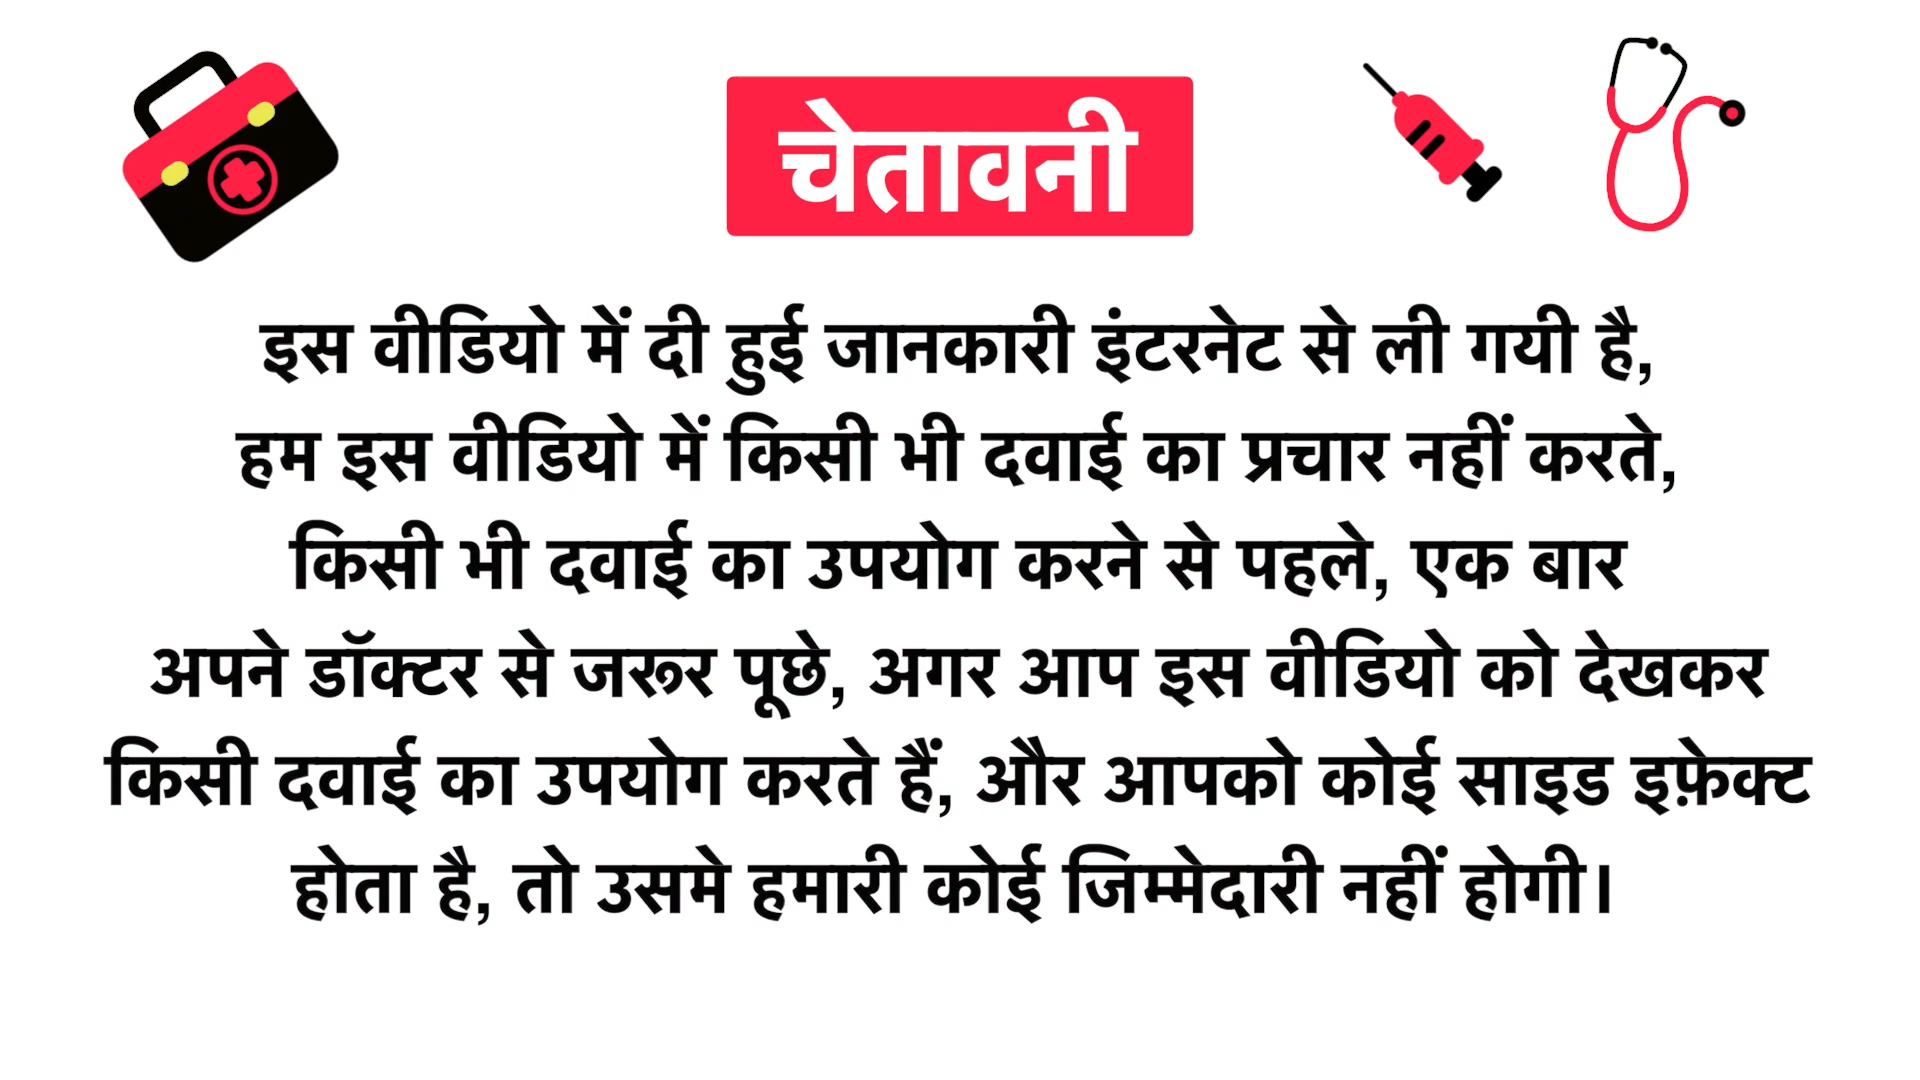 चेतावनी
इस वीडियो में दी हुई जानकारी इंटरनेट से ली गयी है,
हम इस वीडियो में किसी भी दवाई का प्रचार नहीं करते,
किसी भी दवाई का उपयोग करने से पहले, एक बार
अपने डॉक्टर से जरूर पूछे, अगर आप इस वीडियो को देखकर
किसी दवाई का उपयोग करते हैं, और आपको कोई साइड इफ़ेक्ट
होता है, तो उसमे हमारी कोई जिम्मेदारी नहीं होगी।